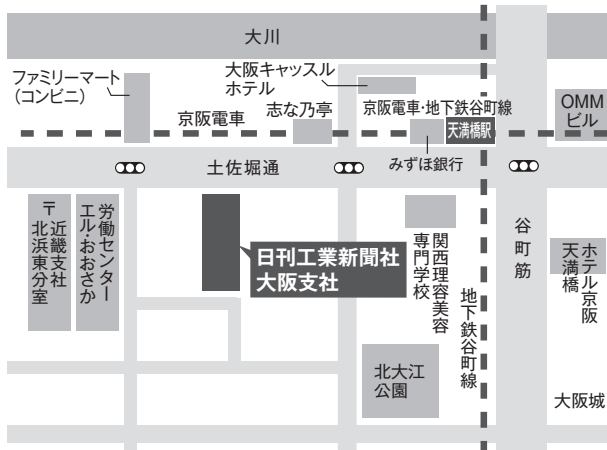 大川
ファミリーマート
（コンビニ）
大阪キャッスル
ホテル
京阪電車
志な乃亭
京阪電車・地下鉄谷町線
天満橋駅
OMM
ビル
みずほ銀行
土佐堀通
〒近畿支社
北浜東分室
労働センター
エル・おおさか
日刊工業新聞社
大阪支社
関西理容美容
専門学校
地下鉄谷町線
谷町筋
ホテル京阪
天満橋
北大江
公園
大阪城